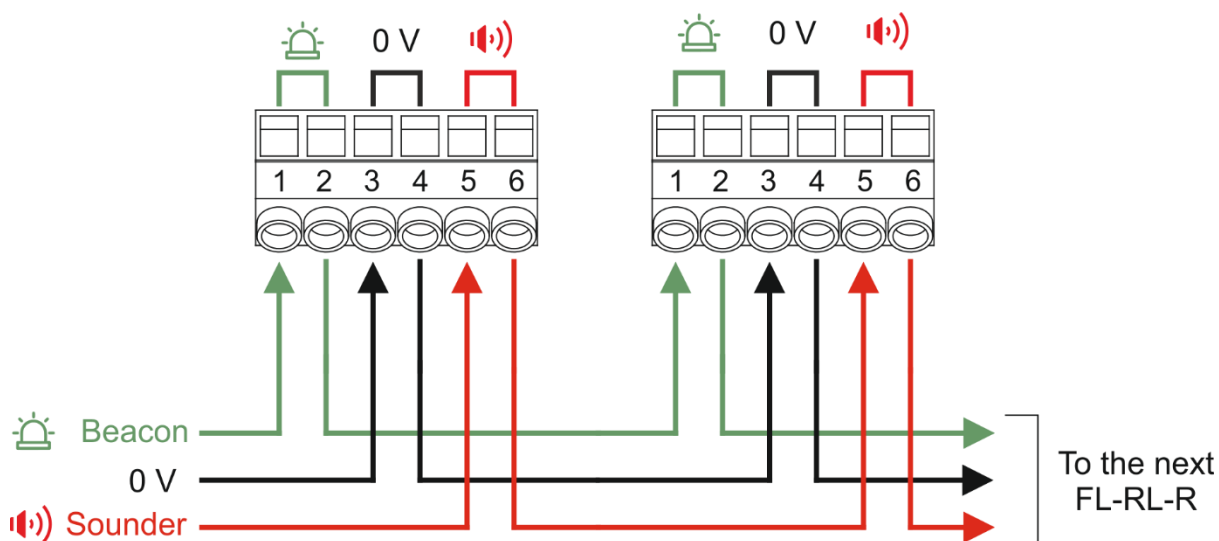 0 V
0 V
1 2 3 4 5 6
1 2 3 4 5 6
Beacon
0 V
Sounder
To the next
FL-RL-R